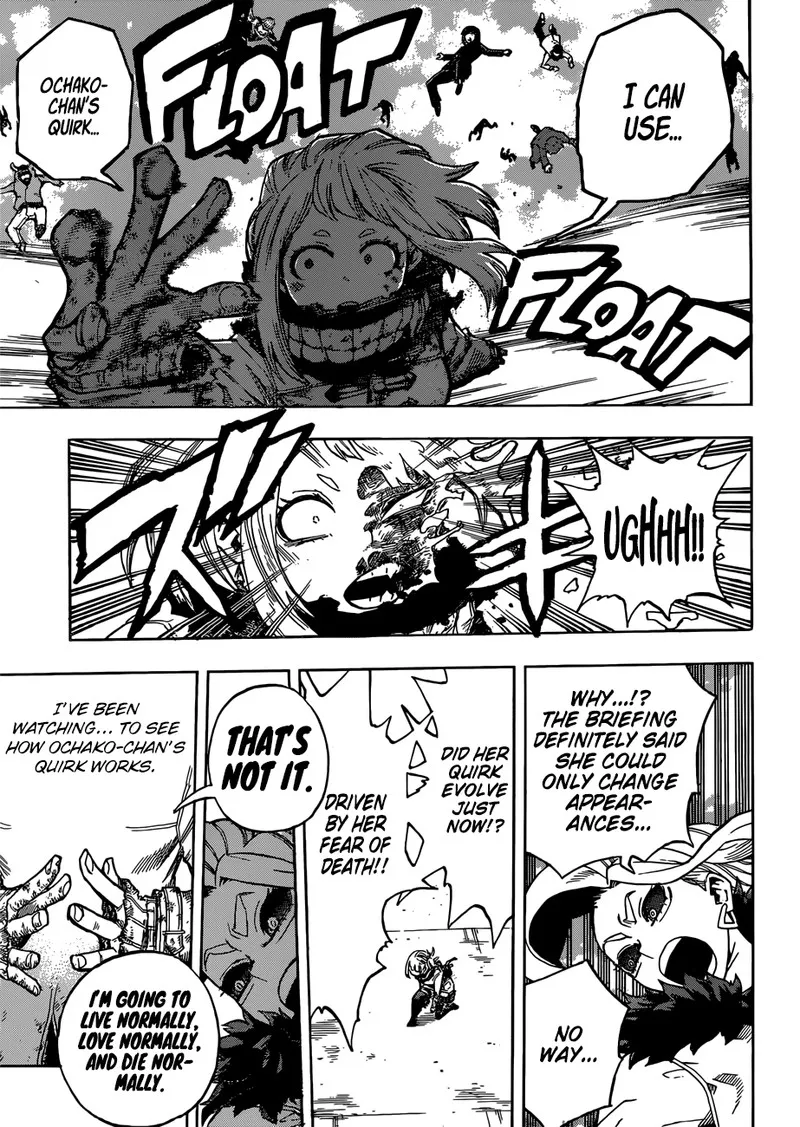 I CAN
USE...
FLOAT
OCHAKO-
CHAN'S
QUIRK...
FLOAT
UGHHH!!
ズキ
WHY...!?
THE BRIEFING
DEFINITELY SAID
SHE COULD
ONLY CHANGE
APPEAR-
ANCES...
NO
WAY...
DID HER
QUIRK
EVOLVE
JUST
NOW!?
DRIVEN
BY HER
FEAR OF
DEATH!!
THAT'S
NOT IT.
I'M GOING TO
LIVE NORMALLY,
LOVE NORMALLY,
AND DIE NOR-
MALLY.
I'VE BEEN
WATCHING... TO SEE
HOW OCHAKO-CHAN'S
QUIRK WORKS.